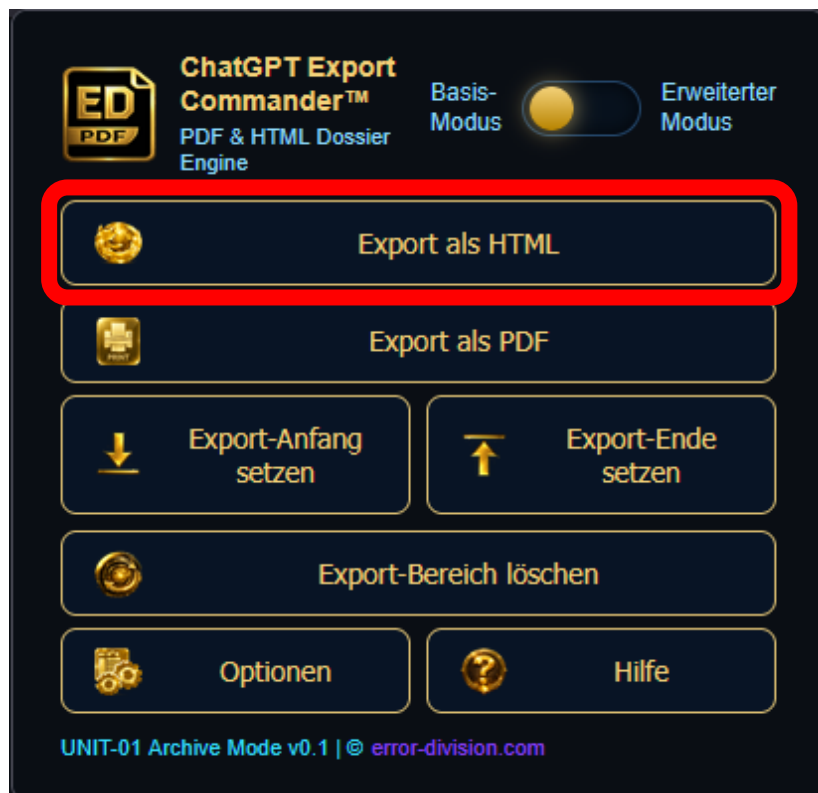 ED
PDF
ChatGPT Export
Commander™
PDF & HTML Dossier
Engine
Basis-
Modus
Erweiterter
Modus
Export als HTML
PRINT
Export als PDF
Export-Anfang
setzen
Export-Ende
setzen
Export-Bereich löschen
Optionen
?
Hilfe
UNIT-01 Archive Mode v0.1 | © error-division.com